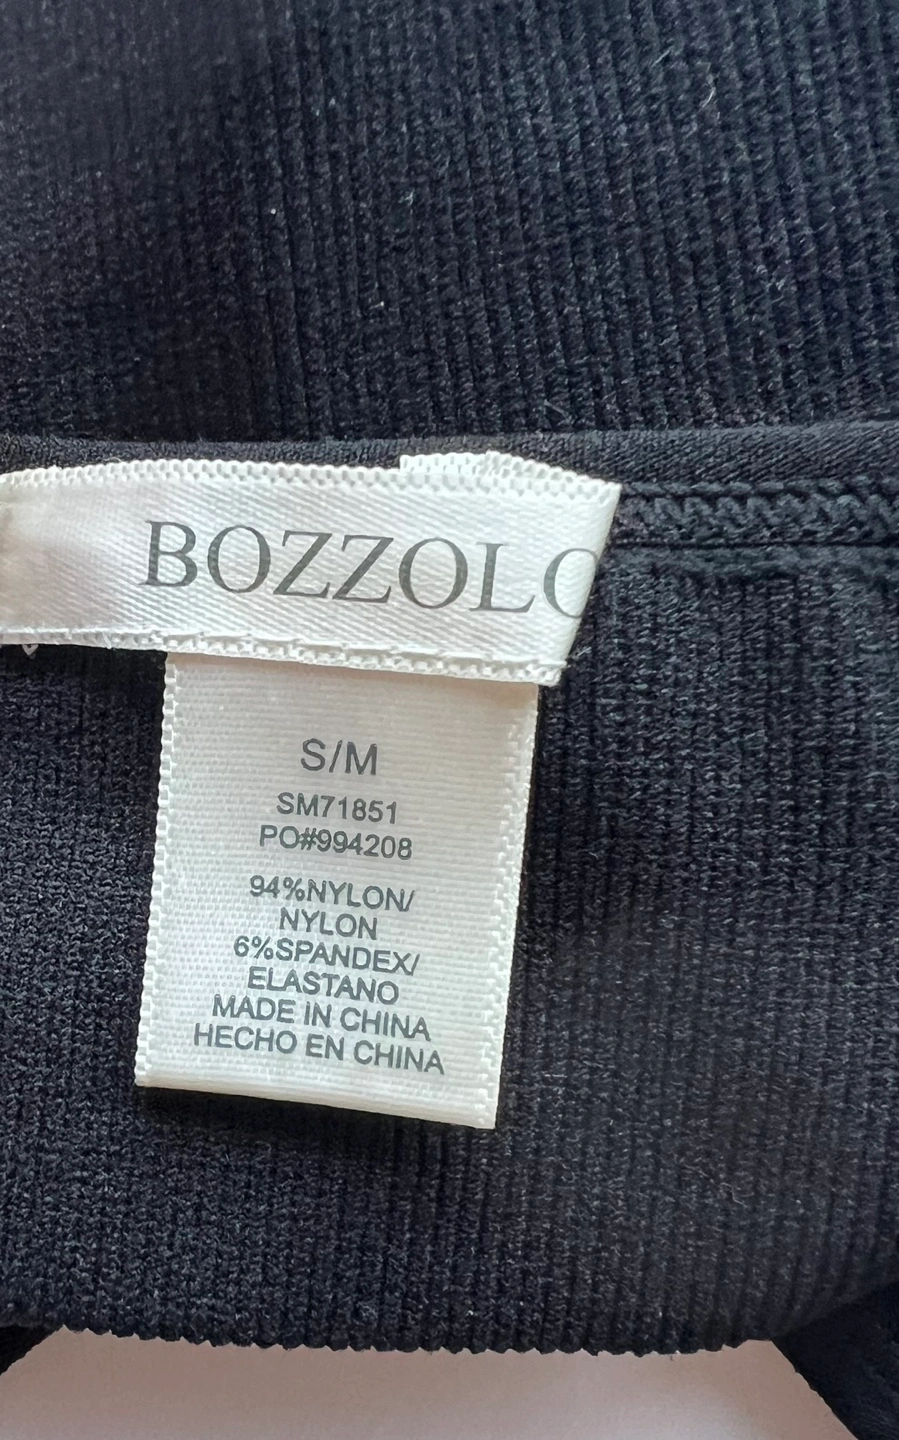 BOZZOLO
S/M
SM71851
PO#994208
94%NYLON/
NYLON
6%SPANDEX/
ELASTANO
MADE IN CHINA
HECHO EN CHINA